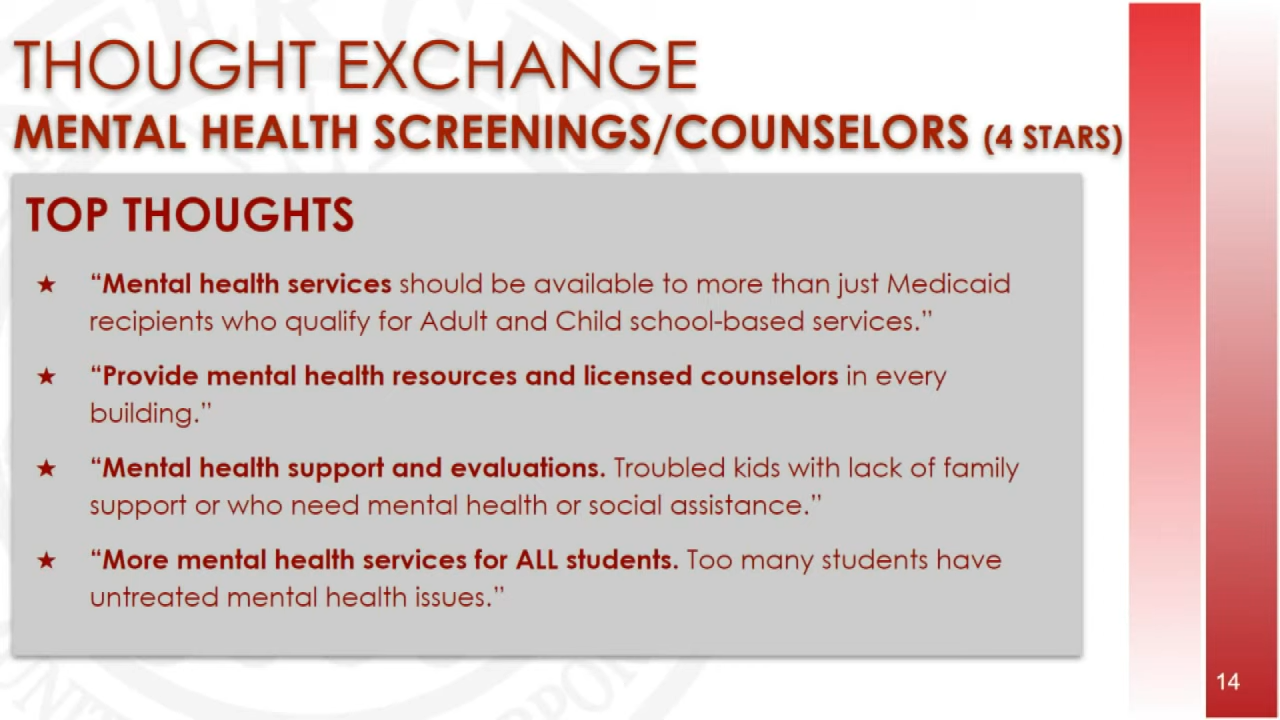 THOUGHT EXCHANGE
MENTAL HEALTH SCREENINGS/COUNSELORS (4 STARS)
TOP THOUGHTS
★ “Mental health services should be available to more than just Medicaid
recipients who qualify for Adult and Child school-based services.”
★ “Provide mental health resources and licensed counselors in every
building.”
★ “Mental health support and evaluations. Troubled kids with lack of family
support or who need mental health or social assistance.”
★ “More mental health services for ALL students. Too many students have
untreated mental health issues.”
14